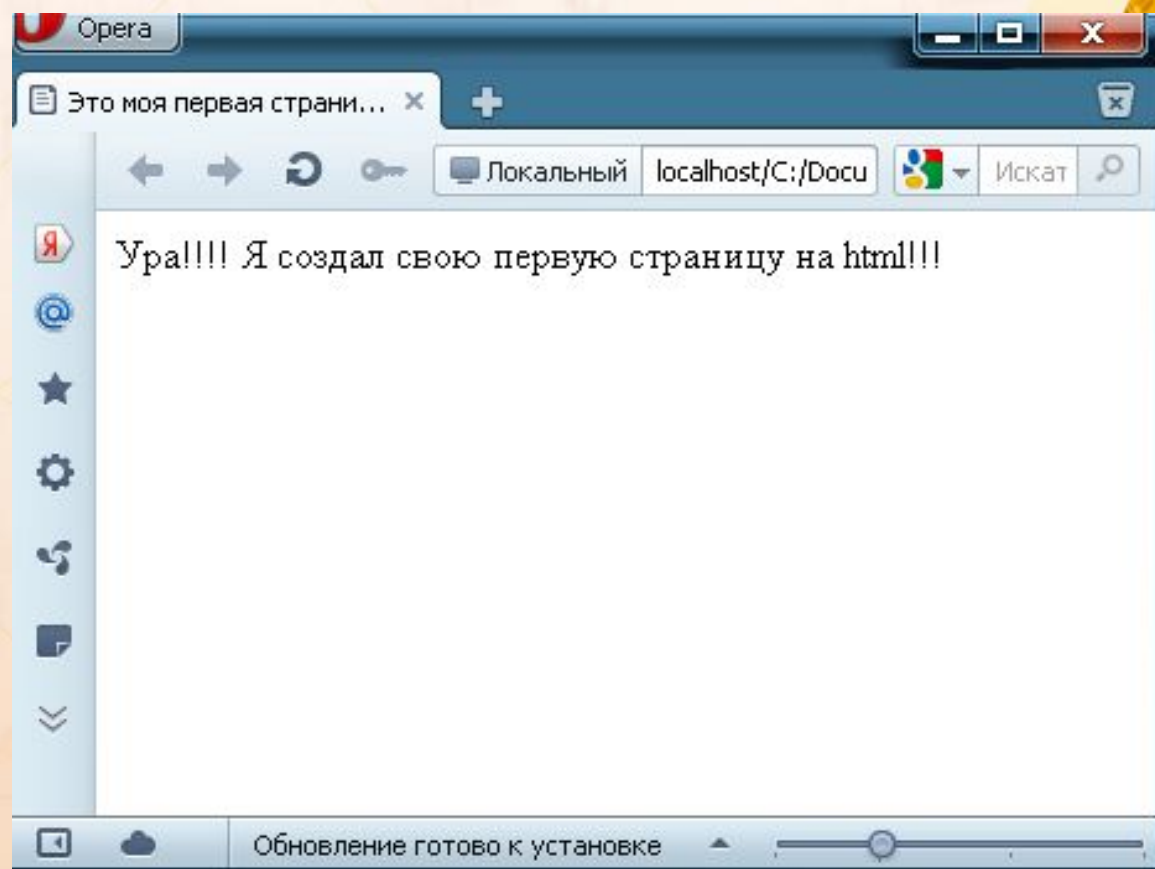 Opera
Это моя первая страни...
Локальный localhost/C:/Docu Искат
Я
Ура!!!! Я создал свою первую страницу на html!!!
@
Обновление готово к установке